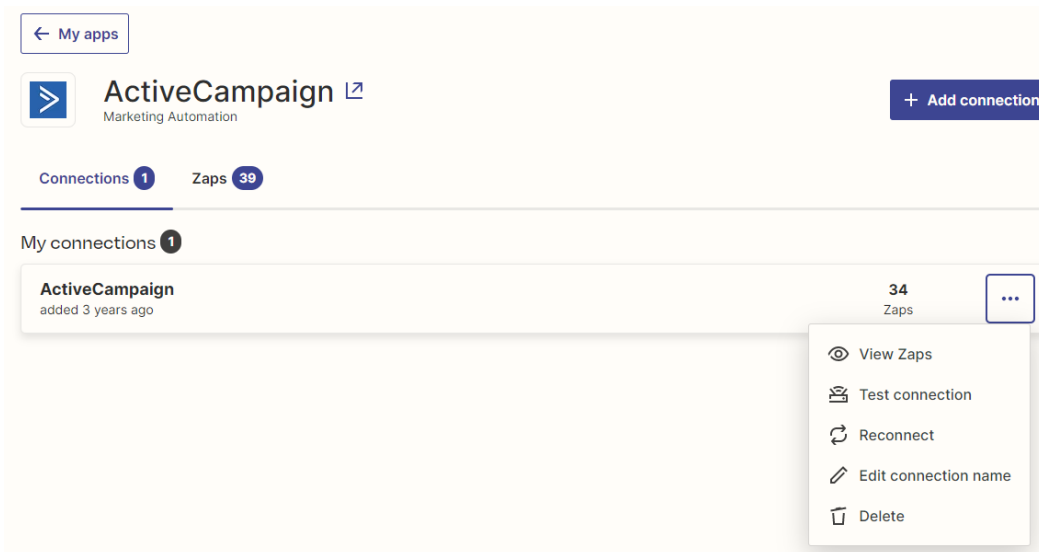 My apps
ActiveCampaign
Marketing Automation
+ Add connection
Connections 1 Zaps 39
My connections 1
ActiveCampaign
added 3 years ago
34
Zaps
...
View Zaps
Test connection
Reconnect
Edit connection name
Delete